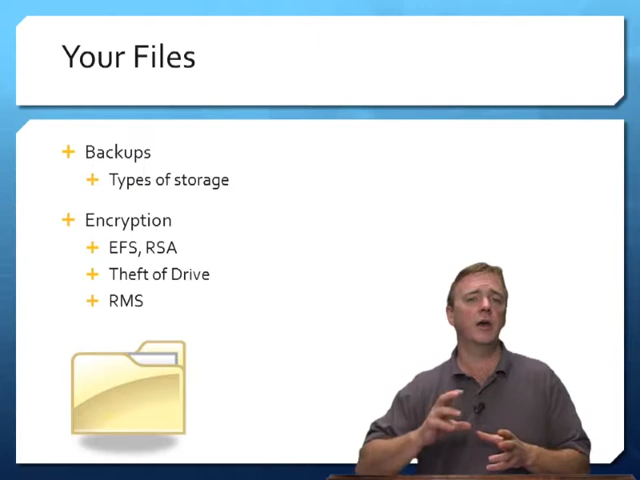 Your Files
Backups
Types of storage
Encryption
EFS, RSA
Theft of Drive
RMS